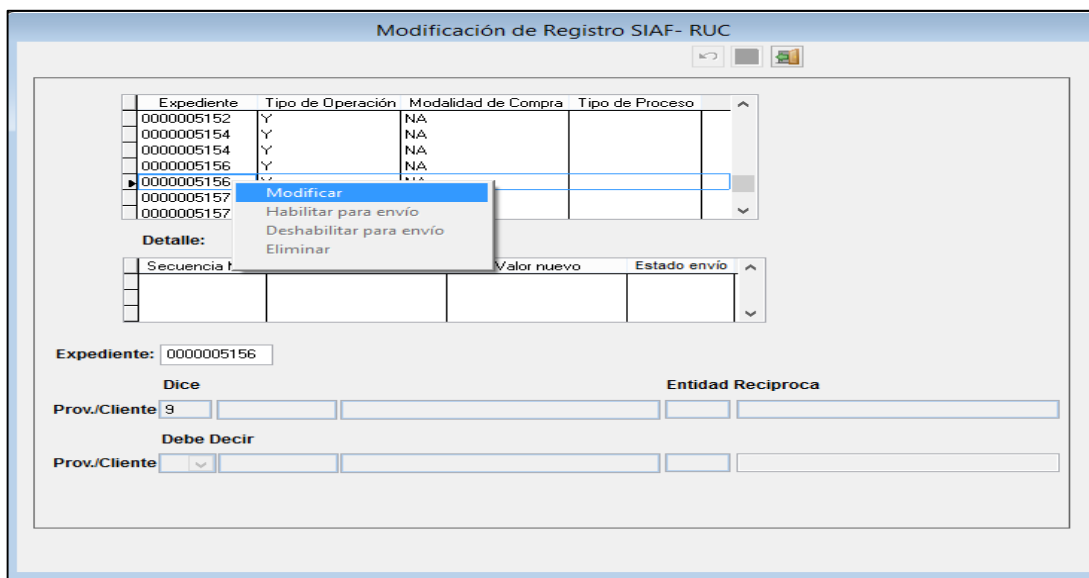 Modificación de Registro SIAF- RUC
Expediente Tipo de Operación Modalidad de Compra Tipo de Proceso
0000005152 Y NA
0000005154 Y NA
0000005154 Y NA
0000005156 Y NA
0000005156
Modificar
0000005157
Habilitar para envío
0000005157
Deshabilitar para envío
Detalle:
Eliminar
Secuencia Valor nuevo Estado envío
Expediente: 0000005156
Dice Entidad Reciproca
Prov./Cliente 9
Debe Decir
Prov./Cliente